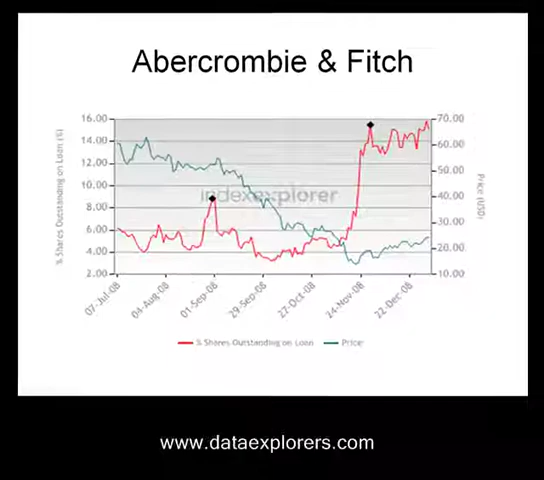 Abercrombie & Fitch
16.00
14.00
12.00
10.00
8.00
6.00
4.00
2.00
% Shares Outstanding on Loan (%)
70.00
60.00
50.00
40.00
30.00
20.00
10.00
Price (USD)
indexexplorer
07-Jul-08
04-Aug-08
01-Sep-08
29-Sep-08
27-Oct-08
24-Nov-08
22-Dec-08
% Shares Outstanding on Loan
Price
www.dataexplorers.com